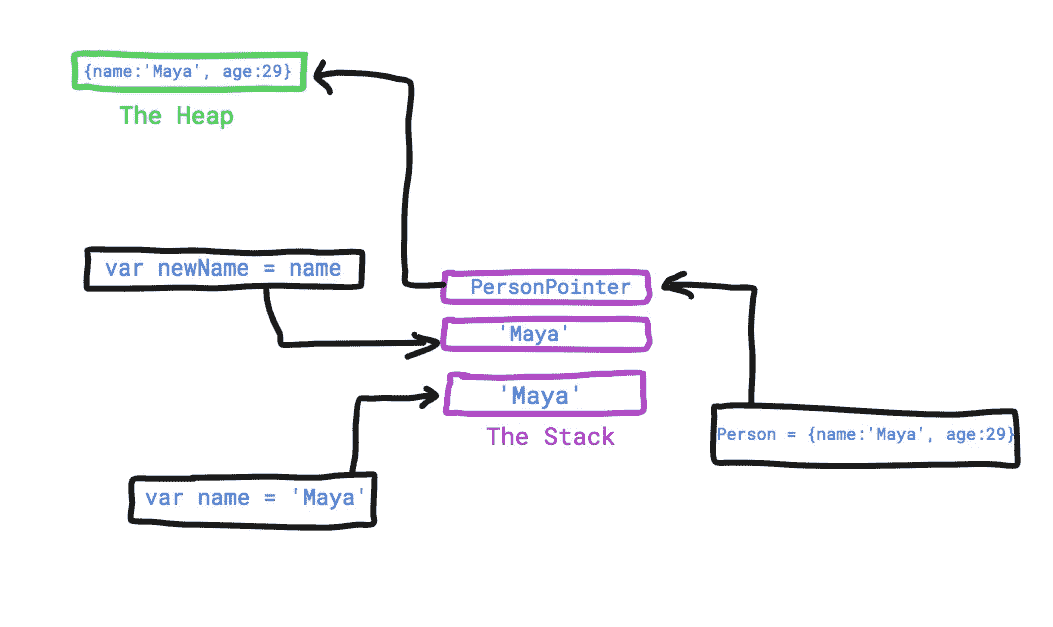 {name:'Maya', age:29}
The Heap
var newName = name
PersonPointer
'Maya'
'Maya'
The Stack
Person = {name:'Maya', age:29}
var name = 'Maya'